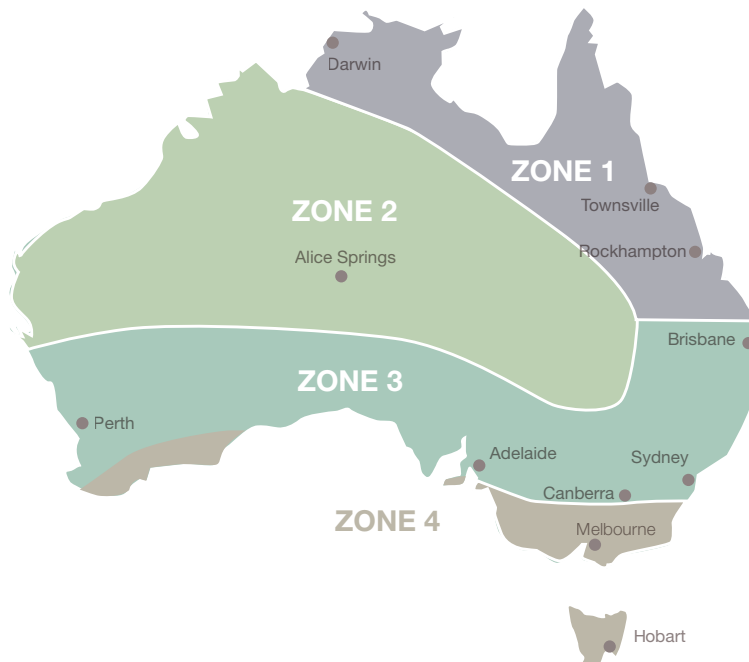 Darwin
ZONE 1
Townsville
ZONE 2
Rockhampton
Alice Springs
Brisbane
ZONE 3
Perth
Adelaide
Sydney
Canberra
ZONE 4
Melbourne
Hobart